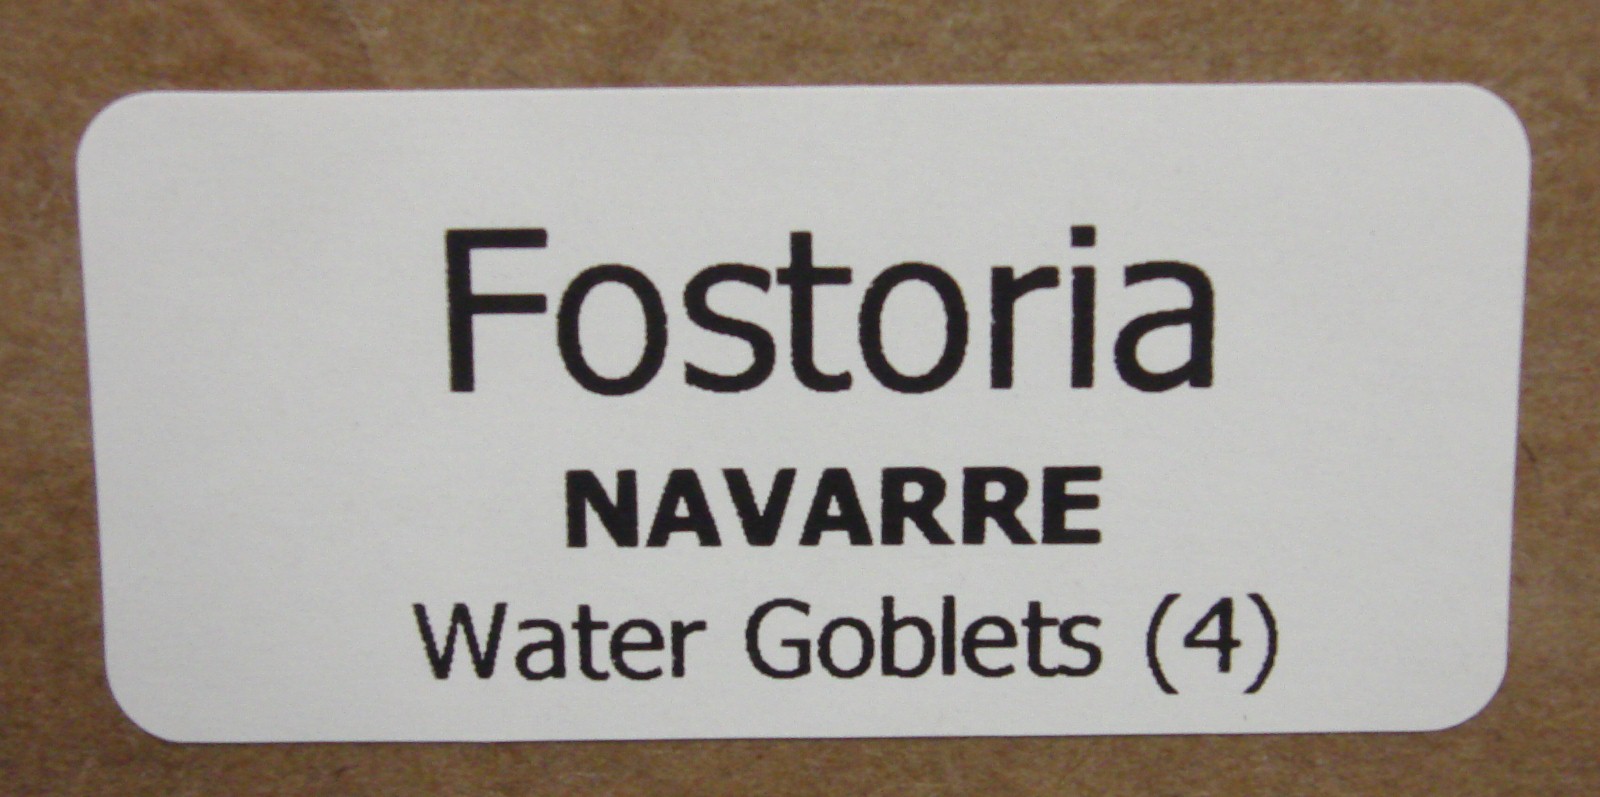 Fostoria
NAVARRE
Water Goblets (4)